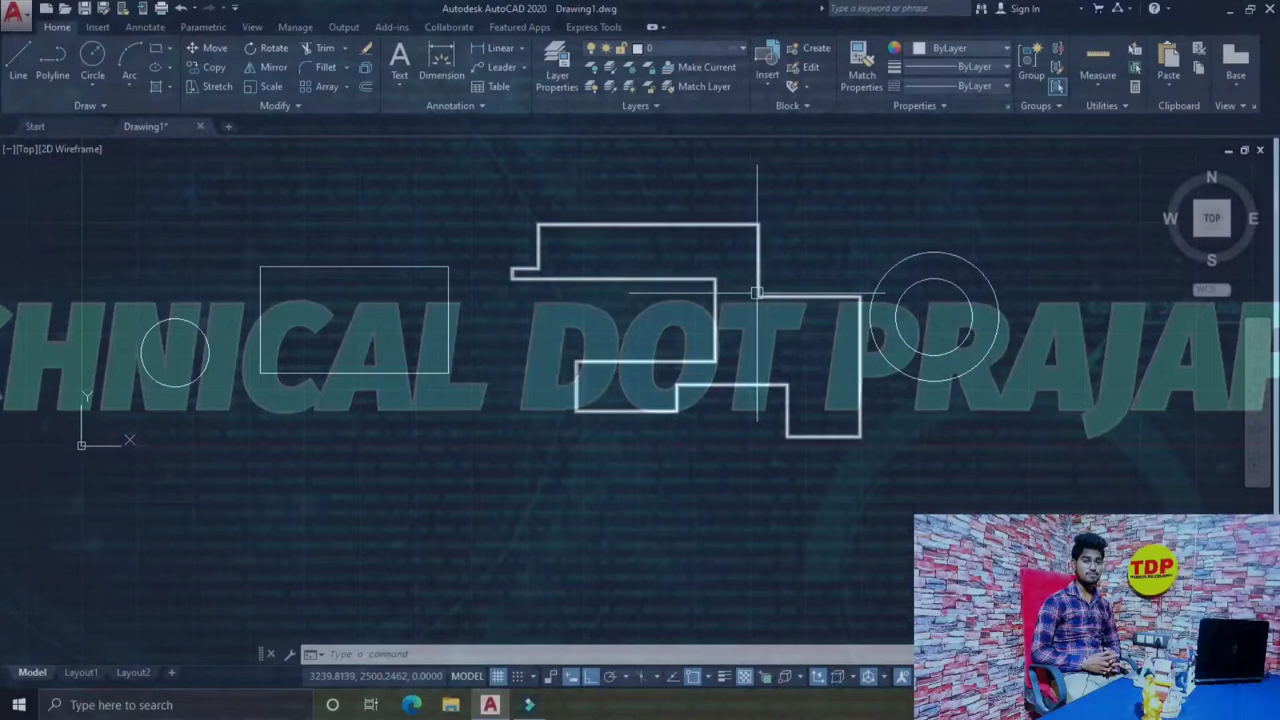 Autodesk AutoCAD 2020 Drawing1.dwg
Type a keyword or phrase
Sign In
Home Insert Annotate Parametric View Manage Output Add-ins Collaborate Express Tools Featured Apps
Line
Polyline
Circle
Arc
Move Rotate Trim
Copy Mirror Fillet
Stretch Scale Array
Text
Dimension
Linear
Leader
Table
Layer
Properties
0
Make Current
Match Layer
Insert
Create
Edit
Match
Properties
ByLayer
ByLayer
ByLayer
Group
Measure
Paste
Base
Draw Modify Annotation Layers Block Properties Groups Utilities Clipboard View
Start Drawing1*
[−][Top][2D Wireframe]
N
W TOP E
S
WCS
CHNICAL DOT PRAJAP
Y
X
TDP
Type a command
Model Layout1 Layout2
3239.8139, 2500.2462, 0.0000 MODEL
Type here to search